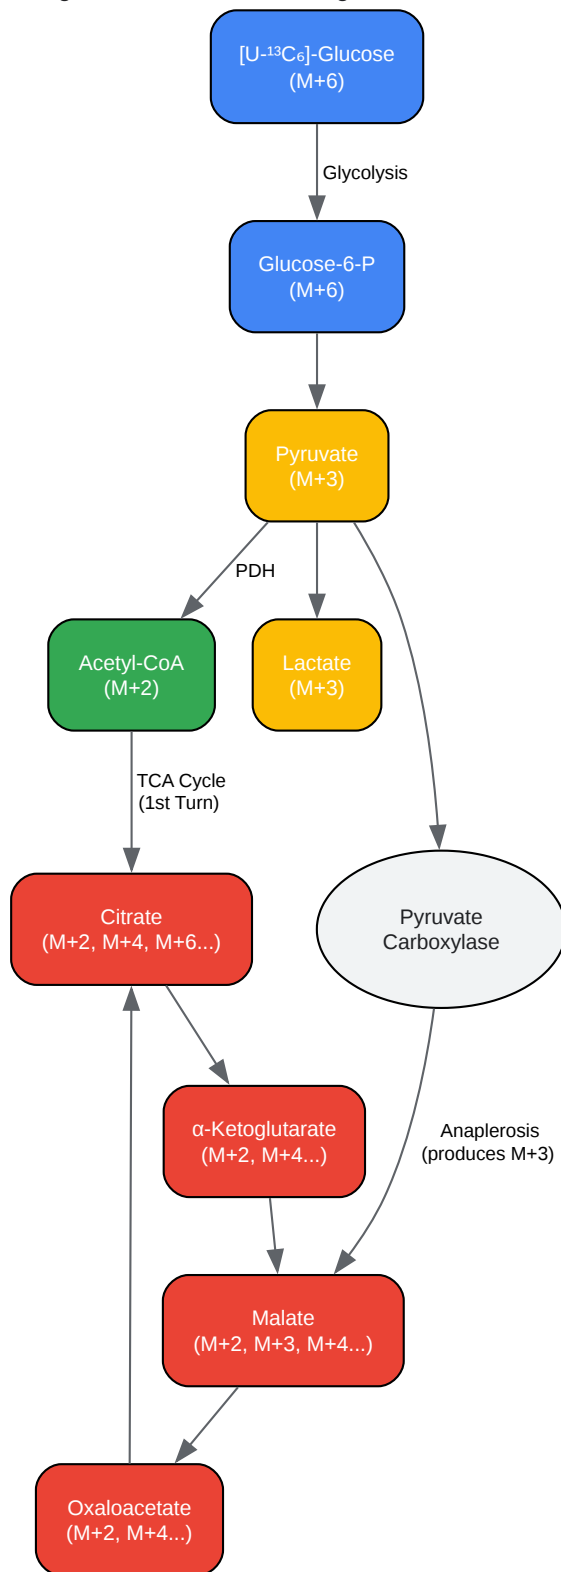 [U-¹³C₆]-Glucose
(M+6)
Glycolysis
Glucose-6-P
(M+6)
Pyruvate
(M+3)
PDH
Acetyl-CoA
(M+2)
Lactate
(M+3)
TCA Cycle
(1st Turn)
Citrate
(M+2, M+4, M+6...)
Pyruvate
Carboxylase
α-Ketoglutarate
(M+2, M+4...)
Anaplerosis
(produces M+3)
Malate
(M+2, M+3, M+4...)
Oxaloacetate
(M+2, M+4...)